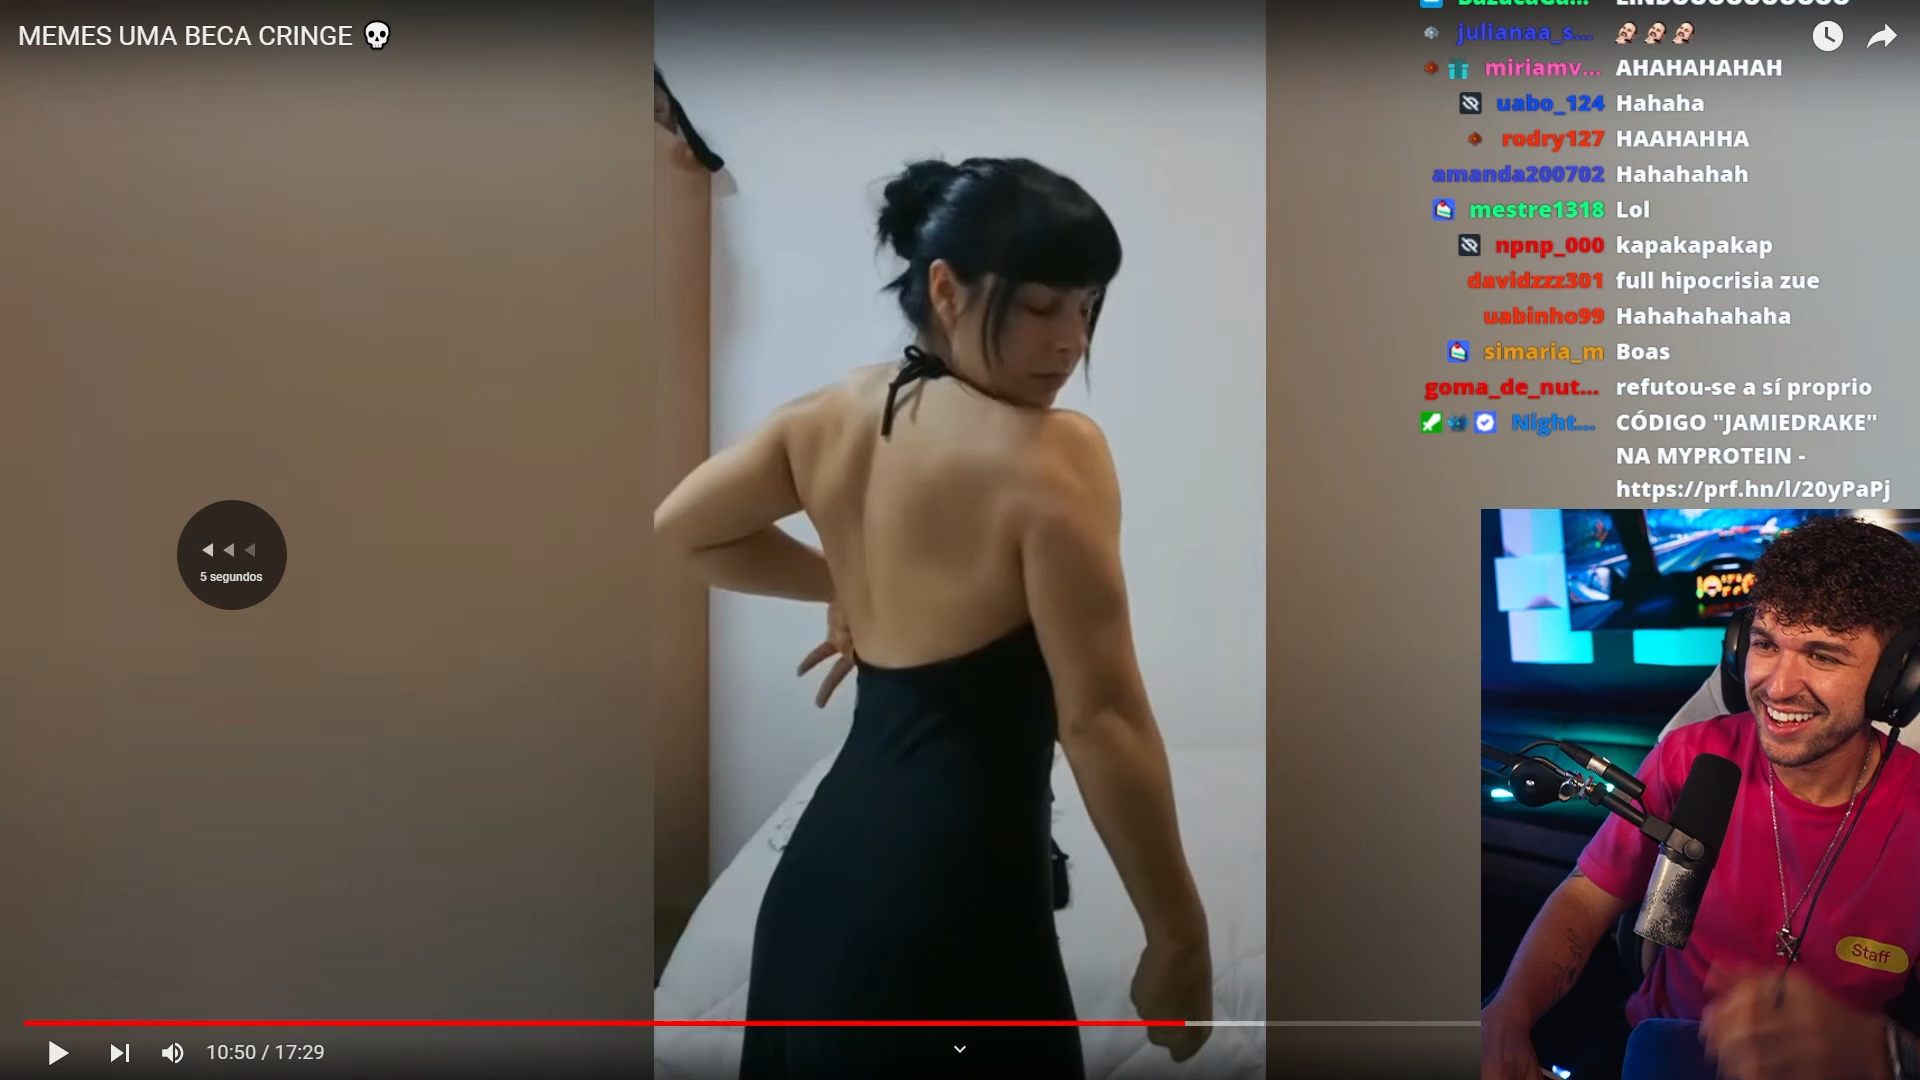 MEMES UMA BECA CRINGE 💀
julianaa_s...
miriamv... AHAHAHAHAH
uabo_124 Hahaha
rodry127 HAAHAHHA
amanda200702 Hahahahah
mestre1318 Lol
npnp_000 kapakapakap
davidzzz301 full hipocrisia zue
uabinho99 Hahahahahaha
simaria_m Boas
goma_de_nut... refutou-se a sí proprio
Night... CÓDIGO "JAMIEDRAKE"
NA MYPROTEIN -
https://prf.hn/l/20yPaPj
5 segundos
Staff
10:50 / 17:29